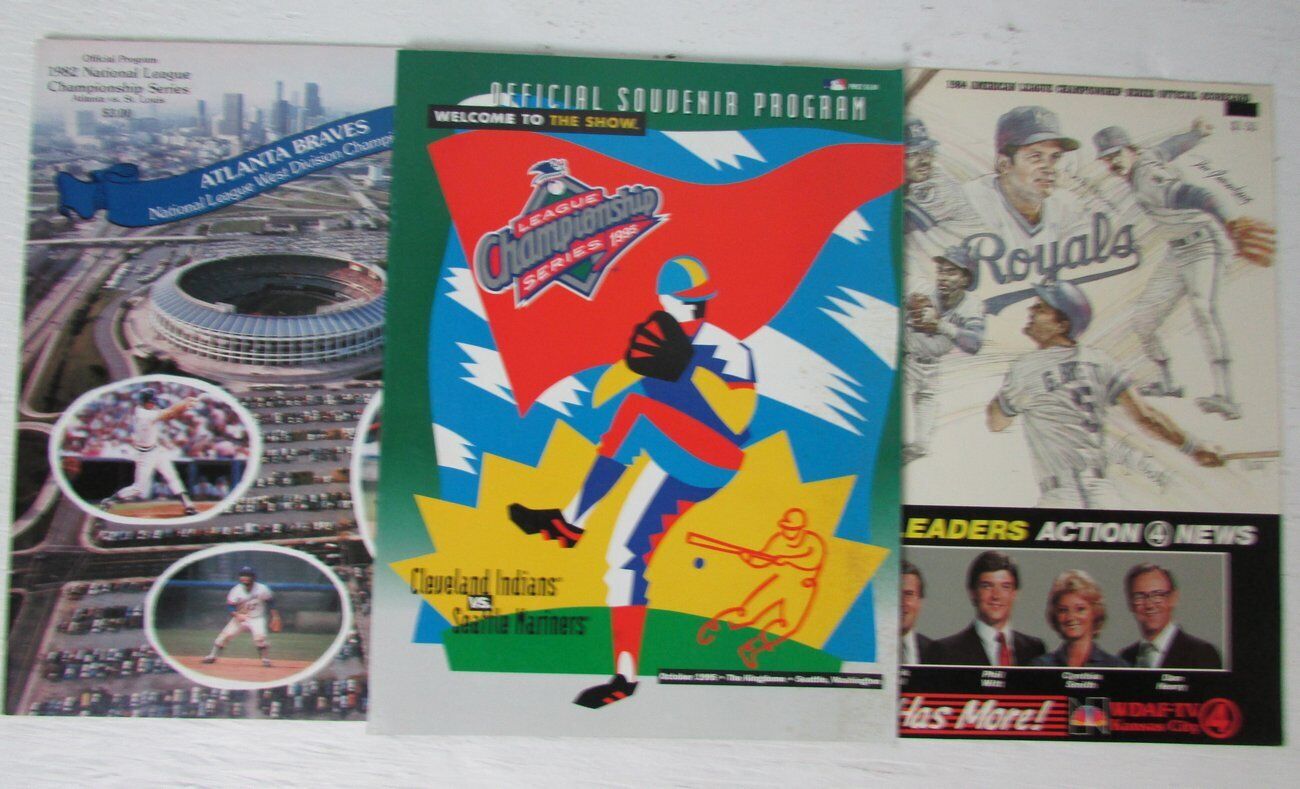 Official Program
1982 National League
Championship Series
Atlanta vs. St. Louis
$3.00
ATLANTA BRAVES
National League West Division Champi
OFFICIAL SOUVENIR PROGRAM
WELCOME TO THE SHOW.
LEAGUE
Championship
SERIES 1995
Cleveland Indians
VS.
Seattle Mariners
October 1995 • The Kingdome • Seattle, Washington
1984 AMERICAN LEAGUE CHAMPIONSHIP SERIES OFFICIAL SCORECARD
Royals
5
EADERS ACTION 4 NEWS
Phil
Witt
Cynthia
Smith
Dan
Henry
Has More!
WDAF-TV
Kansas City 4